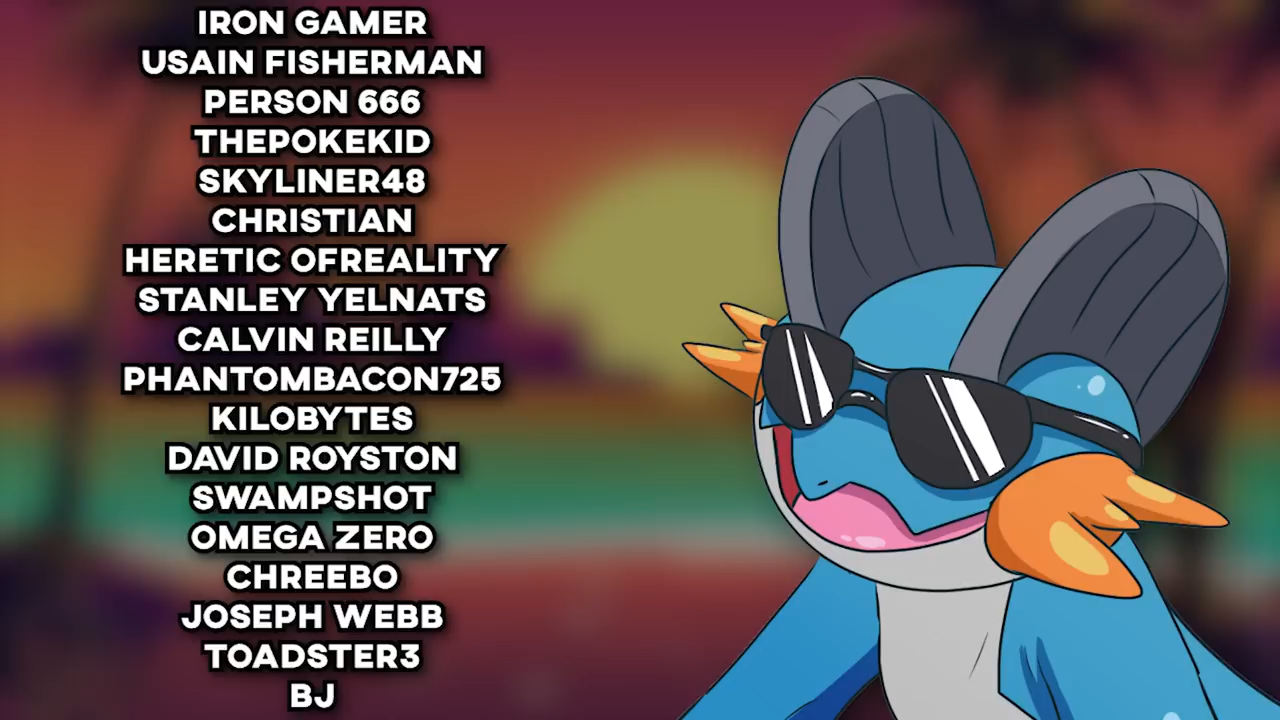 IRON GAMER
USAIN FISHERMAN
PERSON 666
THEPOKEKID
SKYLINER48
CHRISTIAN
HERETIC OFREALITY
STANLEY YELNATS
CALVIN REILLY
PHANTOMBACON725
KILOBYTES
DAVID ROYSTON
SWAMPSHOT
OMEGA ZERO
CHREEBO
JOSEPH WEBB
TOADSTER3
BJ